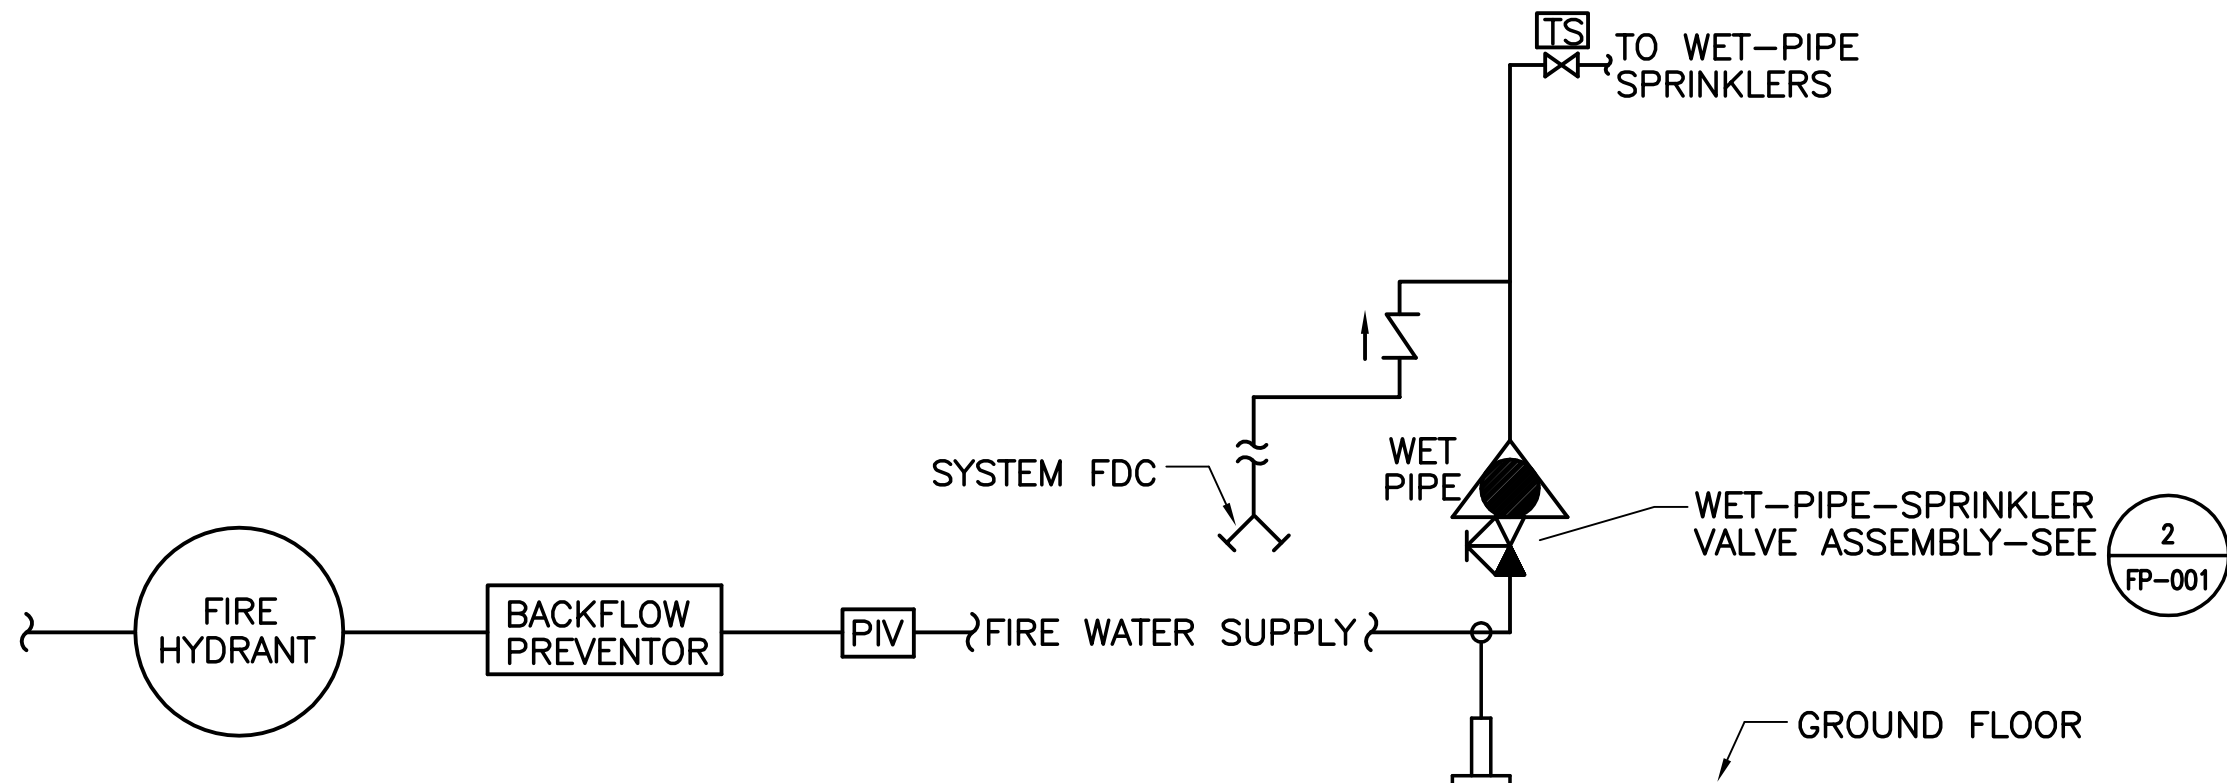 TS
TO WET-PIPE
SPRINKLERS
WET
PIPE
SYSTEM FDC
WET-PIPE-SPRINKLER
VALVE ASSEMBLY-SEE
2
FP-001
FIRE
HYDRANT
BACKFLOW
PREVENTOR
PIV
FIRE WATER SUPPLY
GROUND FLOOR